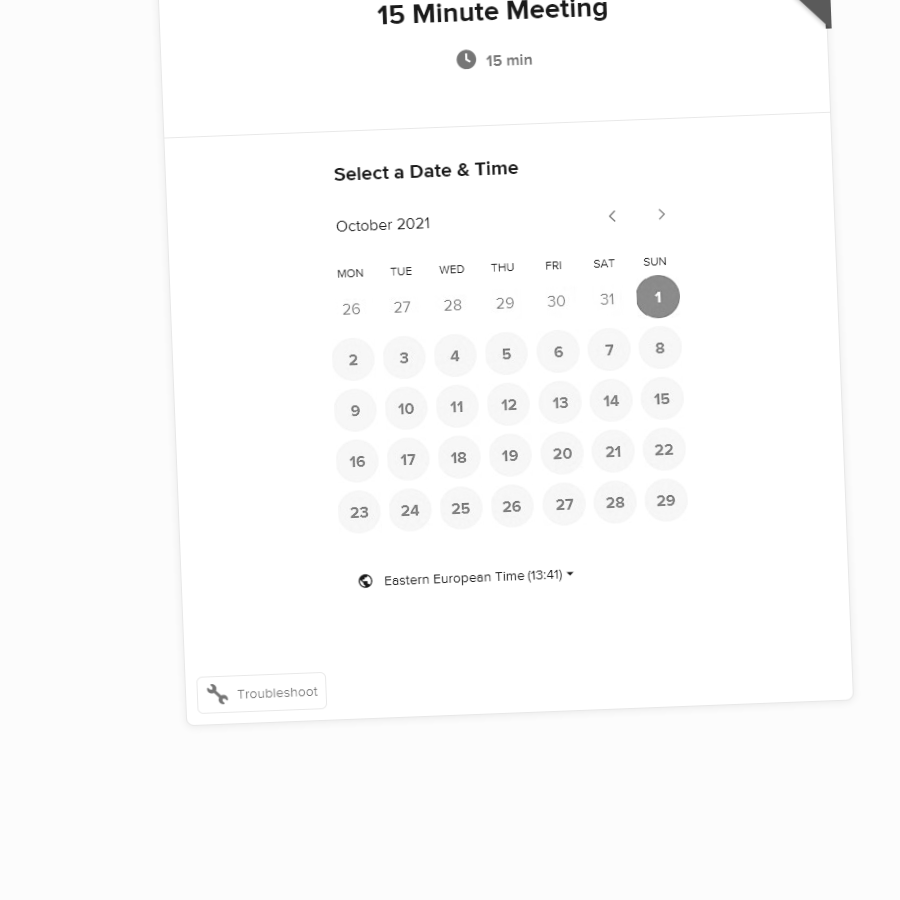 15 Minute Meeting
15 min
Select a Date & Time
October 2021
MON TUE WED THU FRI SAT SUN
26 27 28 29 30 31 1
2 3 4 5 6 7 8
9 10 11 12 13 14 15
16 17 18 19 20 21 22
23 24 25 26 27 28 29
Eastern European Time (13:41)
Troubleshoot